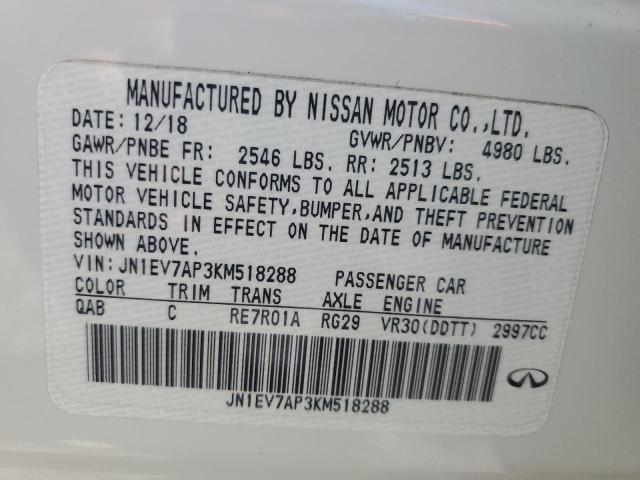 MANUFACTURED BY NISSAN MOTOR CO.,LTD.
DATE: 12/18 GVWR/PNBV: 4980 LBS.
GAWR/PNBE FR: 2546 LBS. RR: 2513 LBS.
THIS VEHICLE CONFORMS TO ALL APPLICABLE FEDERAL
MOTOR VEHICLE SAFETY,BUMPER,AND THEFT PREVENTION
STANDARDS IN EFFECT ON THE DATE OF MANUFACTURE
SHOWN ABOVE.
VIN: JN1EV7AP3KM518288 PASSENGER CAR
COLOR TRIM TRANS AXLE ENGINE
QAB C RE7R01A RG29 VR30(DDTT) 2997CC
JN1EV7AP3KM518288
INFINITI